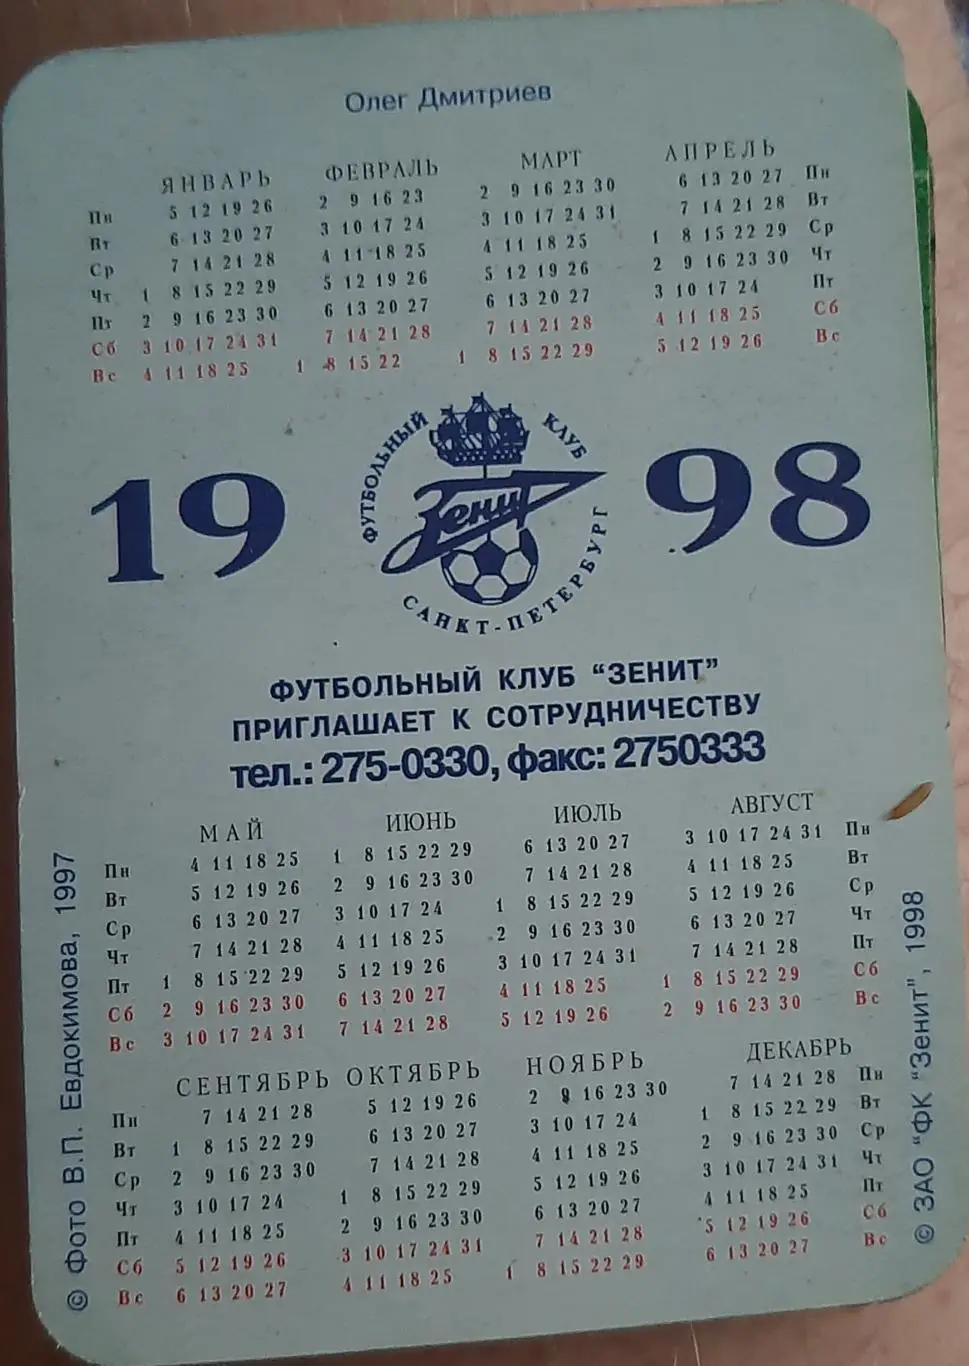 Олег Дмитриев
ЯНВАРЬ ФЕВРАЛЬ МАРТ АПРЕЛЬ
Пн 5 12 19 26 2 9 16 23 2 9 16 23 30 6 13 20 27 Пн
Вт 6 13 20 27 3 10 17 24 3 10 17 24 31 7 14 21 28 Вт
Ср 7 14 21 28 4 11 18 25 4 11 18 25 1 8 15 22 29 Ср
Чт 1 8 15 22 29 5 12 19 26 5 12 19 26 2 9 16 23 30 Чт
Пт 2 9 16 23 30 6 13 20 27 6 13 20 27 3 10 17 24 Пт
Сб 3 10 17 24 31 7 14 21 28 7 14 21 28 4 11 18 25 Сб
Вс 4 11 18 25 1 8 15 22 1 8 15 22 29 5 12 19 26 Вс
19 98
ФУТБОЛЬНЫЙ КЛУБ
Зенит
САНКТ-ПЕТЕРБУРГ
ФУТБОЛЬНЫЙ КЛУБ "ЗЕНИТ"
ПРИГЛАШАЕТ К СОТРУДНИЧЕСТВУ
тел.: 275-0330, факс: 2750333
МАЙ ИЮНЬ ИЮЛЬ АВГУСТ
Пн 4 11 18 25 1 8 15 22 29 6 13 20 27 3 10 17 24 31 Пн
Вт 5 12 19 26 2 9 16 23 30 7 14 21 28 4 11 18 25 Вт
Ср 6 13 20 27 3 10 17 24 1 8 15 22 29 5 12 19 26 Ср
Чт 7 14 21 28 4 11 18 25 2 9 16 23 30 6 13 20 27 Чт
Пт 1 8 15 22 29 5 12 19 26 3 10 17 24 31 7 14 21 28 Пт
Сб 2 9 16 23 30 6 13 20 27 4 11 18 25 1 8 15 22 29 Сб
Вс 3 10 17 24 31 7 14 21 28 5 12 19 26 2 9 16 23 30 Вс
СЕНТЯБРЬ ОКТЯБРЬ НОЯБРЬ ДЕКАБРЬ
Пн 7 14 21 28 5 12 19 26 2 9 16 23 30 7 14 21 28 Пн
Вт 1 8 15 22 29 6 13 20 27 3 10 17 24 1 8 15 22 29 Вт
Ср 2 9 16 23 30 7 14 21 28 4 11 18 25 2 9 16 23 30 Ср
Чт 3 10 17 24 1 8 15 22 29 5 12 19 26 3 10 17 24 31 Чт
Пт 4 11 18 25 2 9 16 23 30 6 13 20 27 4 11 18 25 Пт
Сб 5 12 19 26 3 10 17 24 31 7 14 21 28 5 12 19 26 Сб
Вс 6 13 20 27 4 11 18 25 1 8 15 22 29 6 13 20 27 Вс
© Фото В.П. Евдокимова, 1997
© ЗАО "ФК "Зенит", 1998